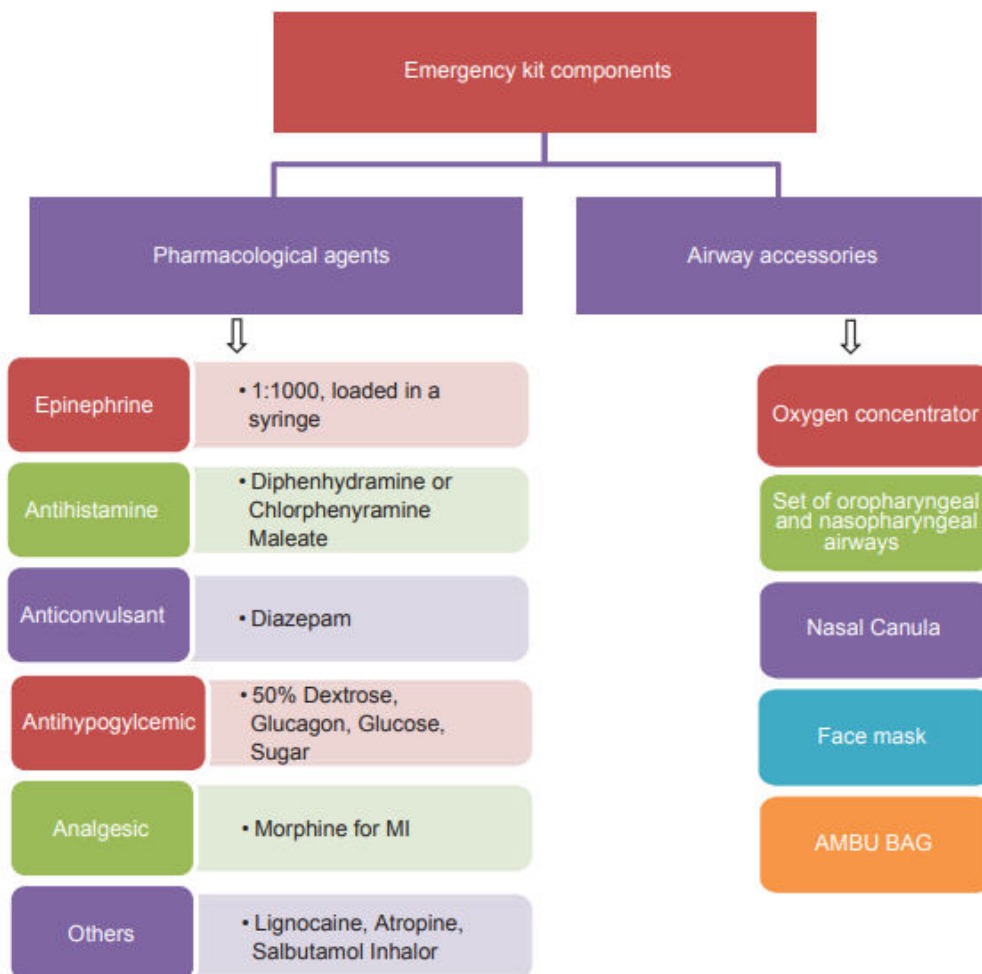 Emergency kit components
Pharmacological agents
Airway accessories
Epinephrine
• 1:1000, loaded in a
syringe
Antihistamine
• Diphenhydramine or
Chlorphenyramine
Maleate
Anticonvulsant
• Diazepam
Antihypogylcemic
• 50% Dextrose,
Glucagon, Glucose,
Sugar
Analgesic
• Morphine for MI
Others
• Lignocaine, Atropine,
Salbutamol Inhalor
Oxygen concentrator
Set of oropharyngeal
and nasopharyngeal
airways
Nasal Canula
Face mask
AMBU BAG